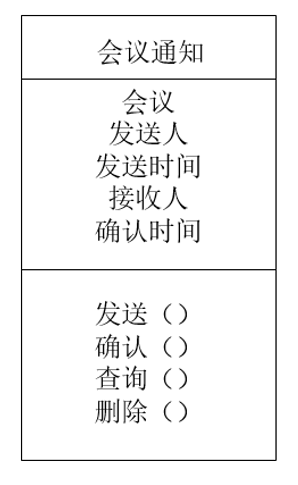 会议通知
会议
发送人
发送时间
接收人
确认时间
发送（）
确认（）
查询（）
删除（）